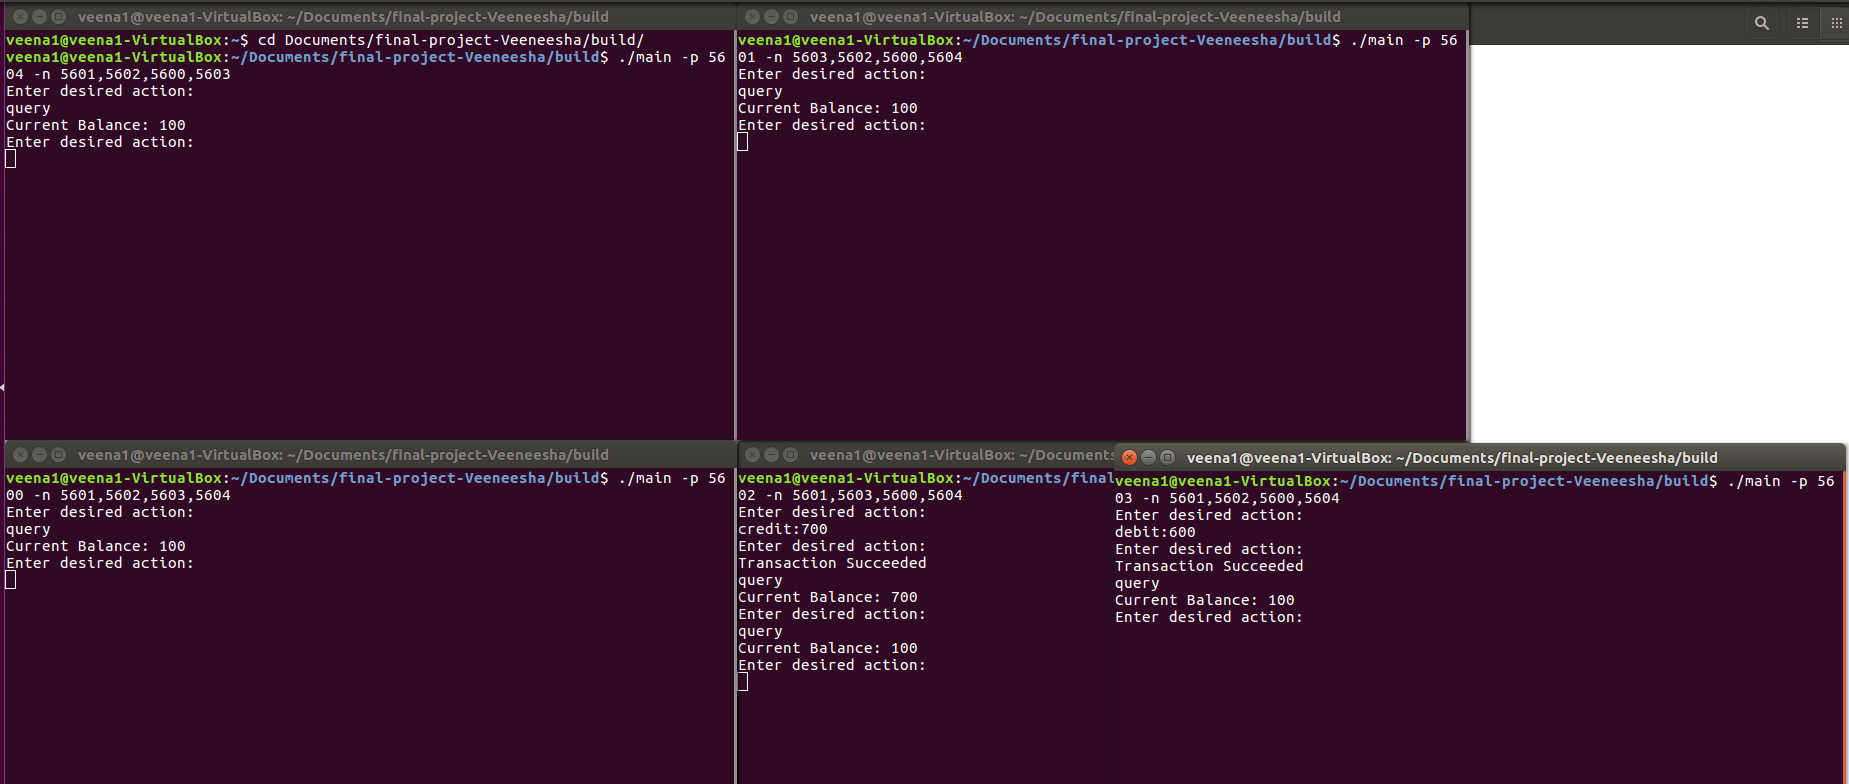 veena1@veena1-VirtualBox: ~/Documents/final-project-Veeneesha/build
veena1@veena1-VirtualBox:~$ cd Documents/final-project-Veeneesha/build/
veena1@veena1-VirtualBox:~/Documents/final-project-Veeneesha/build$ ./main -p 56
04 -n 5601,5602,5600,5603
Enter desired action:
query
Current Balance: 100
Enter desired action:
veena1@veena1-VirtualBox: ~/Documents/final-project-Veeneesha/build
veena1@veena1-VirtualBox:~/Documents/final-project-Veeneesha/build$ ./main -p 56
01 -n 5603,5602,5600,5604
Enter desired action:
query
Current Balance: 100
Enter desired action:
veena1@veena1-VirtualBox: ~/Documents/final-project-Veeneesha/build
veena1@veena1-VirtualBox:~/Documents/final-project-Veeneesha/build$ ./main -p 56
00 -n 5601,5602,5603,5604
Enter desired action:
query
Current Balance: 100
Enter desired action:
veena1@veena1-VirtualBox: ~/Documents
veena1@veena1-VirtualBox:~/Documents/final
02 -n 5601,5603,5600,5604
Enter desired action:
credit:700
Enter desired action:
Transaction Succeeded
query
Current Balance: 700
Enter desired action:
query
Current Balance: 100
Enter desired action:
veena1@veena1-VirtualBox: ~/Documents/final-project-Veeneesha/build
veena1@veena1-VirtualBox:~/Documents/final-project-Veeneesha/build$ ./main -p 56
03 -n 5601,5602,5600,5604
Enter desired action:
debit:600
Enter desired action:
Transaction Succeeded
query
Current Balance: 100
Enter desired action: